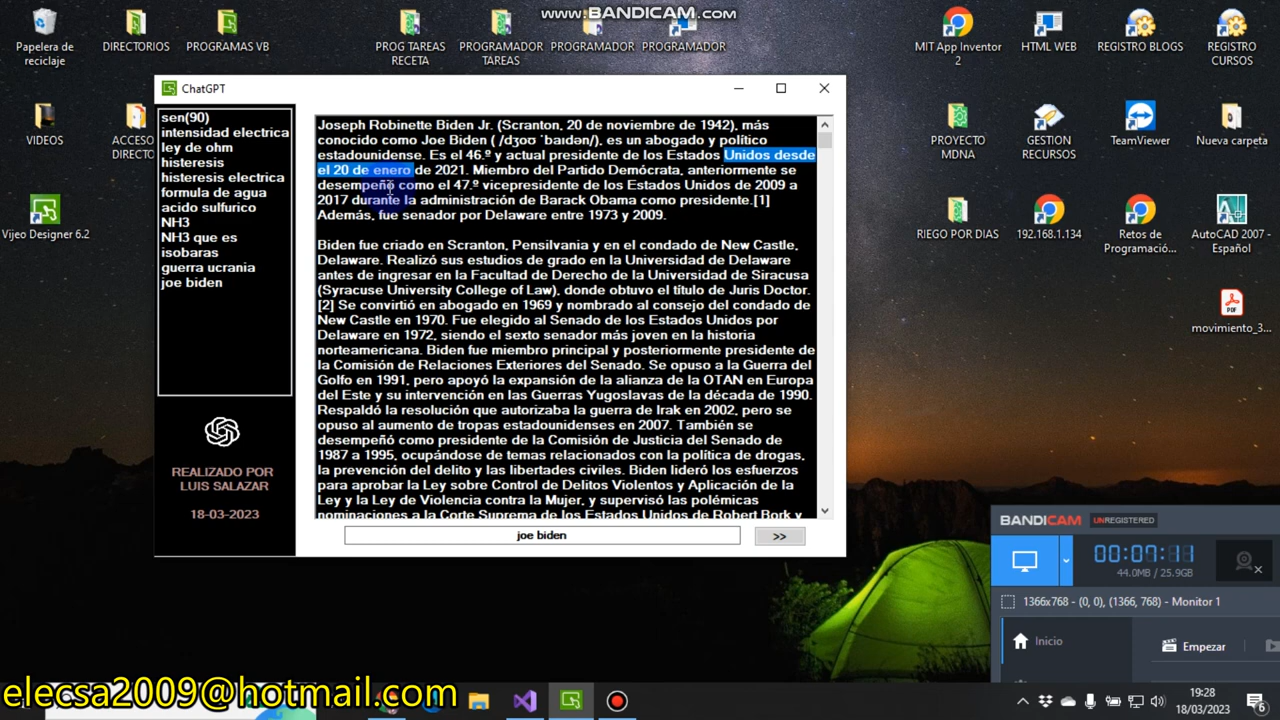 www.BANDICAM.com
Papelera de
reciclaje
DIRECTORIOS
PROGRAMAS VB
PROG TAREAS
RECETA
PROGRAMADOR
TAREAS
PROGRAMADOR
PROGRAMADOR
MIT App Inventor
2
HTML WEB
REGISTRO BLOGS
REGISTRO
CURSOS
VIDEOS
ACCESO
DIRECTO
Vijeo Designer 6.2
PROYECTO
MDNA
GESTION
RECURSOS
TeamViewer
Nueva carpeta
RIEGO POR DIAS
192.168.1.134
Retos de
Programació...
AutoCAD 2007 -
Español
PDF
movimiento_3...
ChatGPT
sen(90)
intensidad electrica
ley de ohm
histeresis
histeresis electrica
formula de agua
acido sulfurico
NH3
NH3 que es
isobaras
guerra ucrania
joe biden
REALIZADO POR
LUIS SALAZAR
18-03-2023
Joseph Robinette Biden Jr. (Scranton, 20 de noviembre de 1942), más
conocido como Joe Biden ( /dʒoʊ ˈbaɪdən/), es un abogado y político
estadounidense. Es el 46.º y actual presidente de los Estados Unidos desde
el 20 de enero de 2021. Miembro del Partido Demócrata, anteriormente se
desempeñó como el 47.º vicepresidente de los Estados Unidos de 2009 a
2017 durante la administración de Barack Obama como presidente.[1]
Además, fue senador por Delaware entre 1973 y 2009.
Biden fue criado en Scranton, Pensilvania y en el condado de New Castle,
Delaware. Realizó sus estudios de grado en la Universidad de Delaware
antes de ingresar en la Facultad de Derecho de la Universidad de Siracusa
(Syracuse University College of Law), donde obtuvo el título de Juris Doctor.
[2] Se convirtió en abogado en 1969 y nombrado al consejo del condado de
New Castle en 1970. Fue elegido al Senado de los Estados Unidos por
Delaware en 1972, siendo el sexto senador más joven en la historia
norteamericana. Biden fue miembro principal y posteriormente presidente de
la Comisión de Relaciones Exteriores del Senado. Se opuso a la Guerra del
Golfo en 1991, pero apoyó la expansión de la alianza de la OTAN en Europa
del Este y su intervención en las Guerras Yugoslavas de la década de 1990.
Respaldó la resolución que autorizaba la guerra de Irak en 2002, pero se
opuso al aumento de tropas estadounidenses en 2007. También se
desempeñó como presidente de la Comisión de Justicia del Senado de
1987 a 1995, ocupándose de temas relacionados con la política de drogas,
la prevención del delito y las libertades civiles. Biden lideró los esfuerzos
para aprobar la Ley sobre Control de Delitos Violentos y Aplicación de la
Ley y la Ley de Violencia contra la Mujer, y supervisó las polémicas
nominaciones a la Corte Suprema de los Estados Unidos de Robert Bork y
joe biden
>>
BANDICAM UNREGISTERED
00:07:11
44.0MB / 25.9GB
1366x768 - (0, 0), (1366, 768) - Monitor 1
Inicio
Empezar
elecsa2009@hotmail.com
19:28
18/03/2023
6